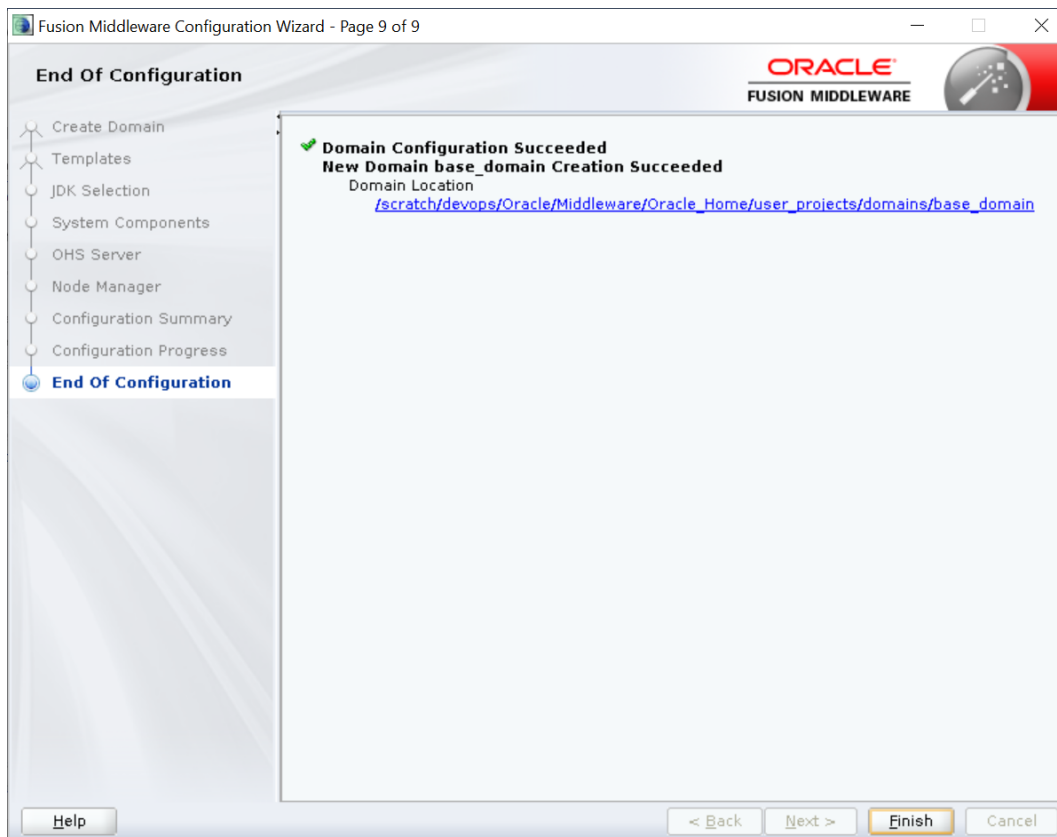 Fusion Middleware Configuration Wizard - Page 9 of 9
End Of Configuration
ORACLE
FUSION MIDDLEWARE
Create Domain
Templates
JDK Selection
System Components
OHS Server
Node Manager
Configuration Summary
Configuration Progress
End Of Configuration
Domain Configuration Succeeded
New Domain base_domain Creation Succeeded
Domain Location
/scratch/devops/Oracle/Middleware/Oracle_Home/user_projects/domains/base_domain
Help
< Back
Next >
Finish
Cancel